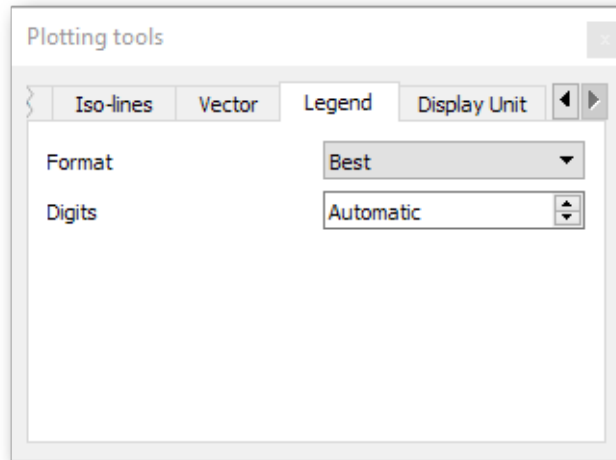 Plotting tools
Iso-lines Vector Legend Display Unit
Format Best
Digits Automatic